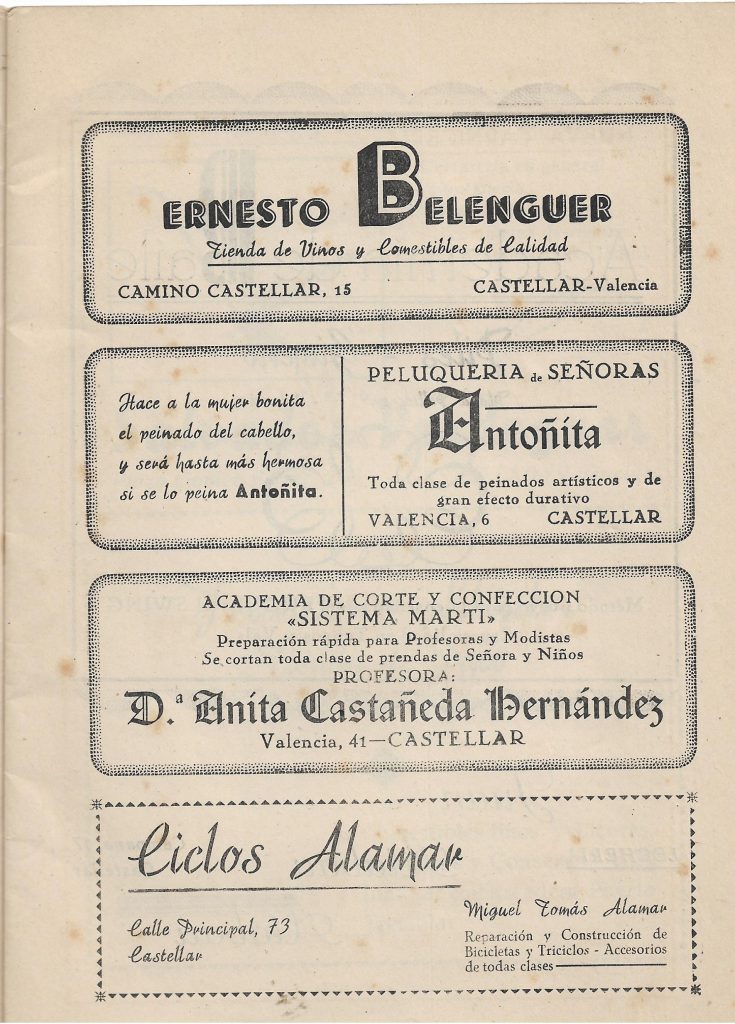 ERNESTO BELENGUER
Tienda de Vinos y Comestibles de Calidad
CAMINO CASTELLAR, 15 CASTELLAR-Valencia
Hace a la mujer bonita
el peinado del cabello,
y será hasta más hermosa
si se lo peina Antoñita.
PELUQUERIA de SEÑORAS
Antoñita
Toda clase de peinados artísticos y de
gran efecto durativo
VALENCIA, 6 CASTELLAR
ACADEMIA DE CORTE Y CONFECCION
«SISTEMA MARTI»
Preparación rápida para Profesoras y Modistas
Se cortan toda clase de prendas de Señora y Niños
PROFESORA:
D.ª Anita Castañeda Hernández
Valencia, 41—CASTELLAR
Ciclos Alamar
Calle Principal, 73
Castellar
Miguel Tomás Alamar
Reparación y Construcción de
Bicicletas y Triciclos - Accesorios
de todas clases